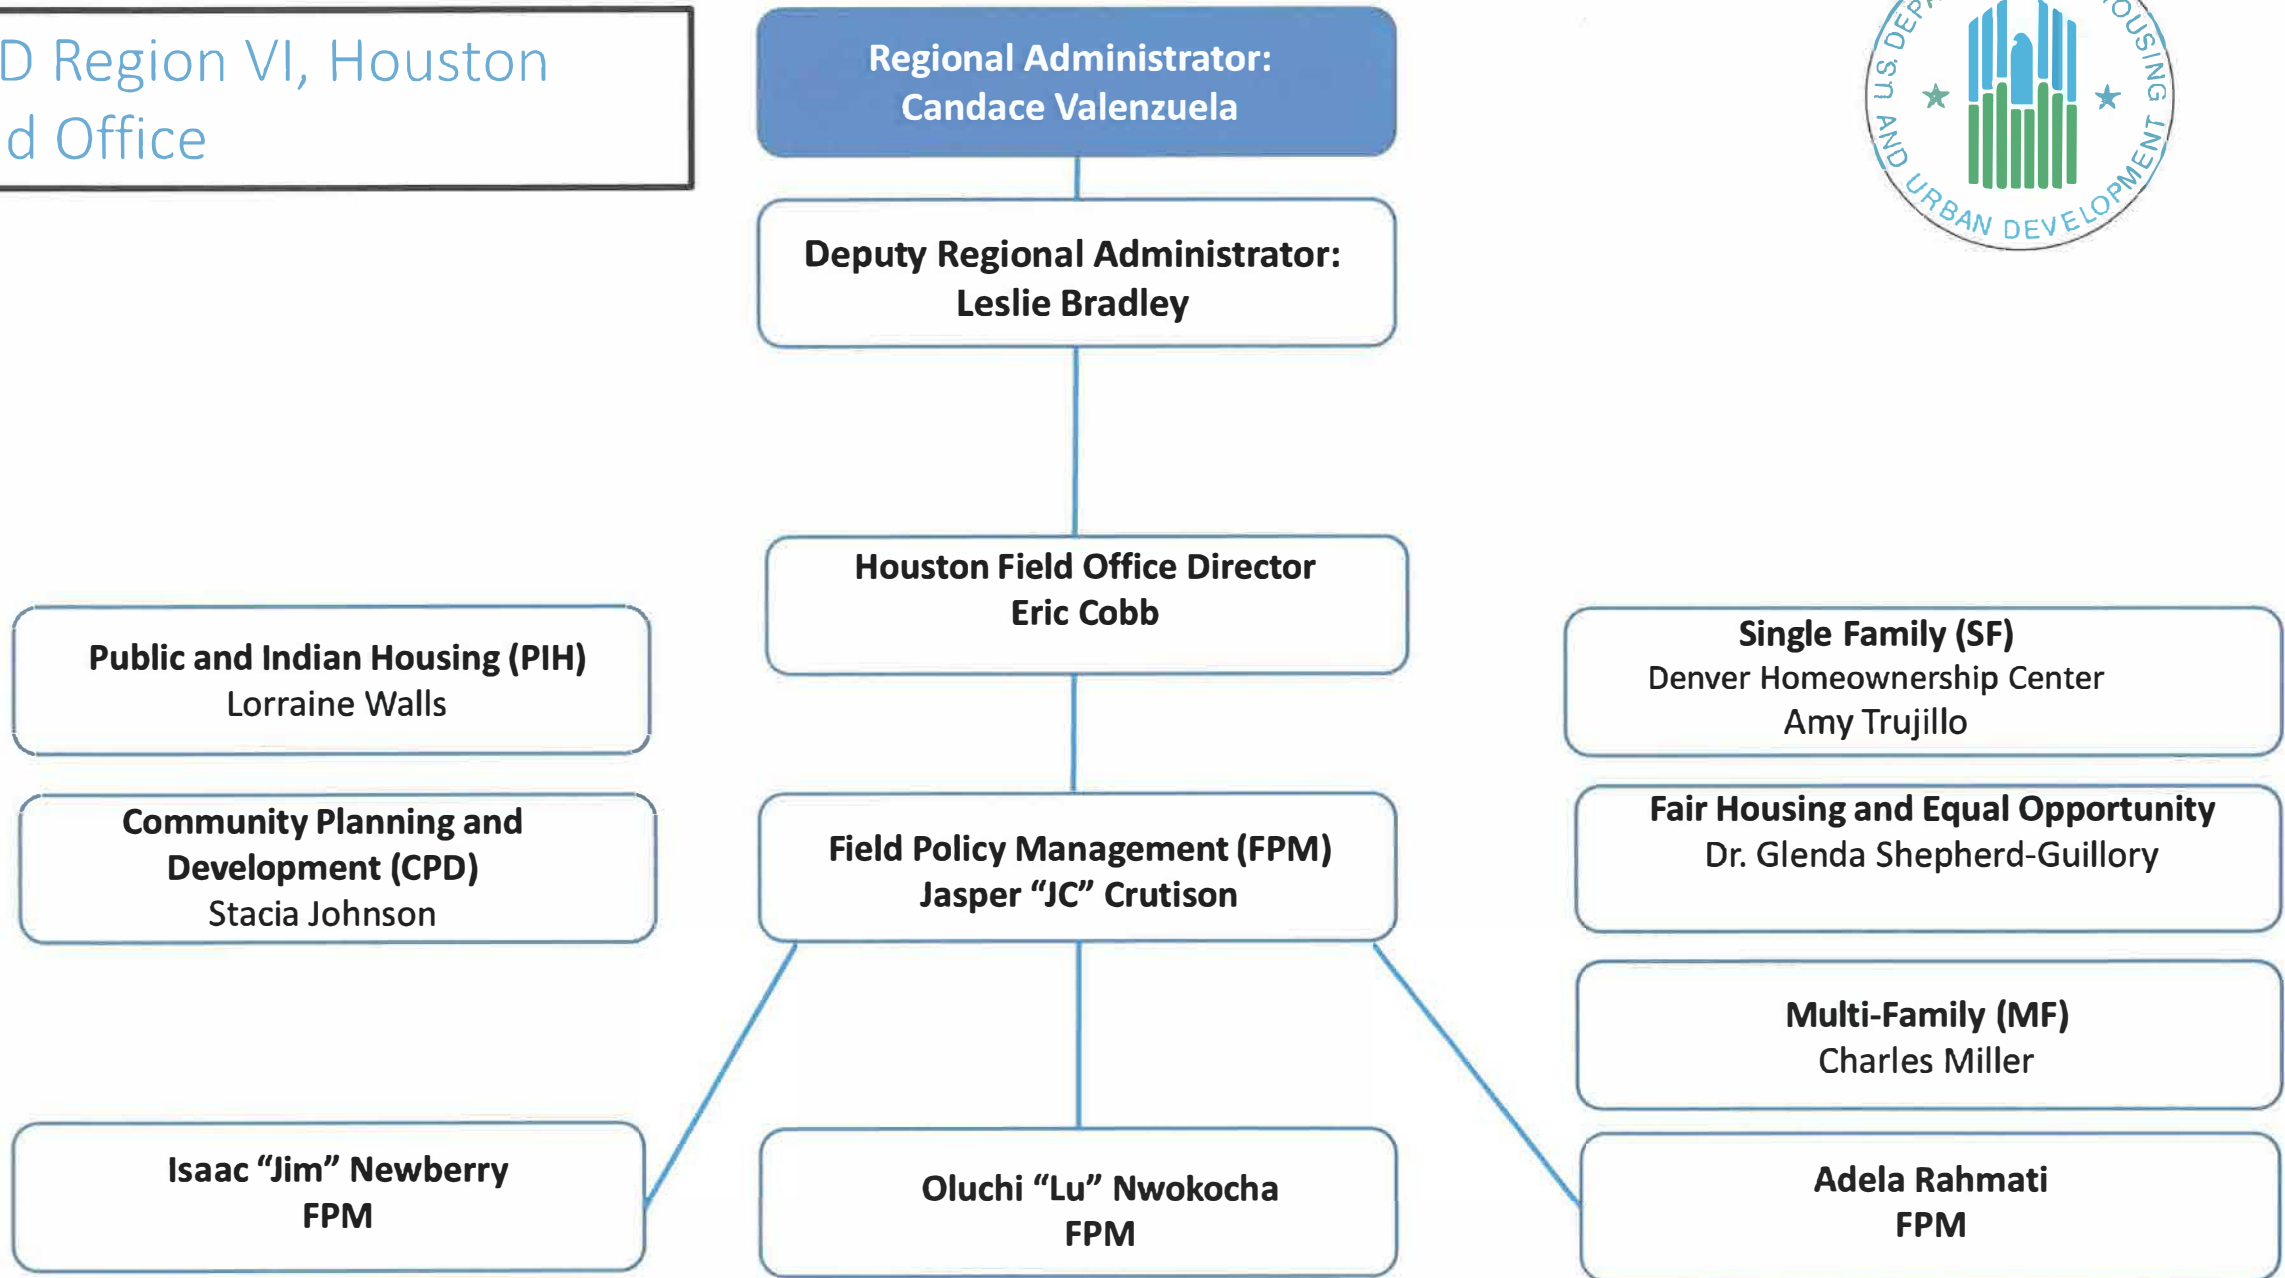 D Region VI, Houston
d Office
Regional Administrator:
Candace Valenzuela
U.S. DEPA
OUSING
AND URBAN DEVELOPMENT
Deputy Regional Administrator:
Leslie Bradley
Houston Field Office Director
Eric Cobb
Public and Indian Housing (PIH)
Lorraine Walls
Single Family (SF)
Denver Homeownership Center
Amy Trujillo
Community Planning and
Development (CPD)
Stacia Johnson
Field Policy Management (FPM)
Jasper “JC” Crutison
Fair Housing and Equal Opportunity
Dr. Glenda Shepherd-Guillory
Multi-Family (MF)
Charles Miller
Isaac “Jim” Newberry
FPM
Oluchi “Lu” Nwokocha
FPM
Adela Rahmati
FPM